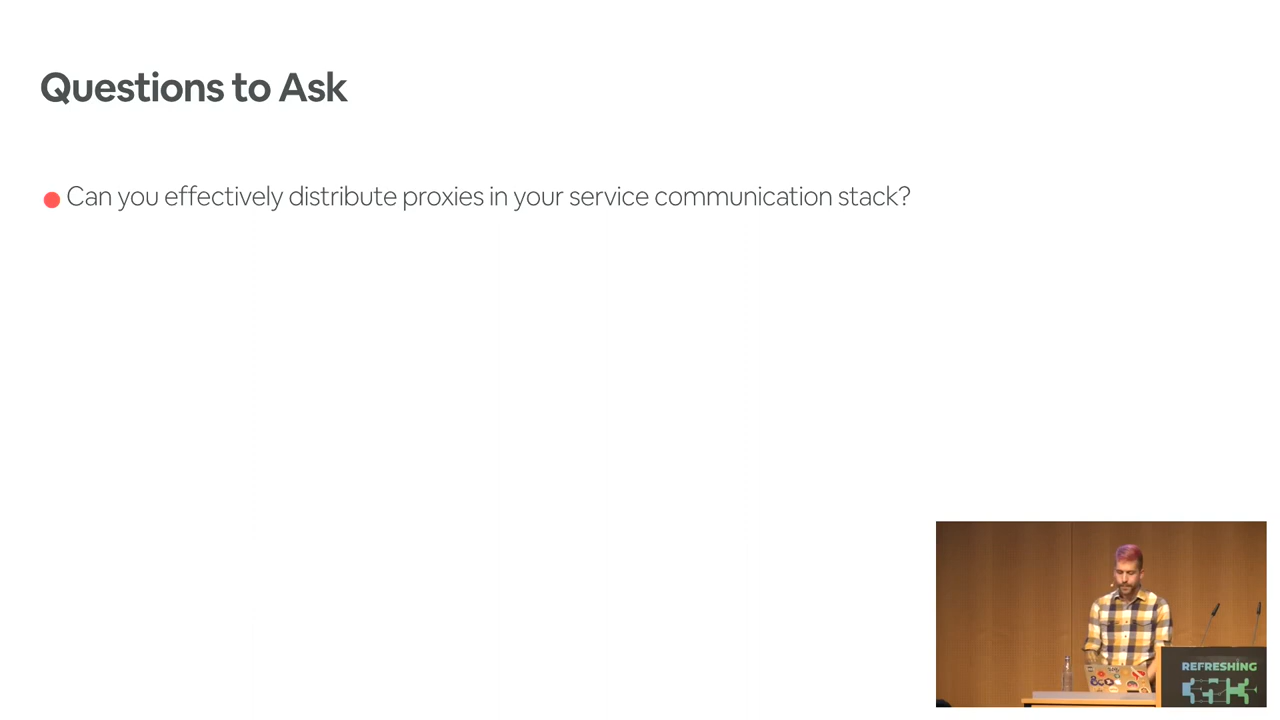 Questions to Ask
Can you effectively distribute proxies in your service communication stack?
REFRESHING